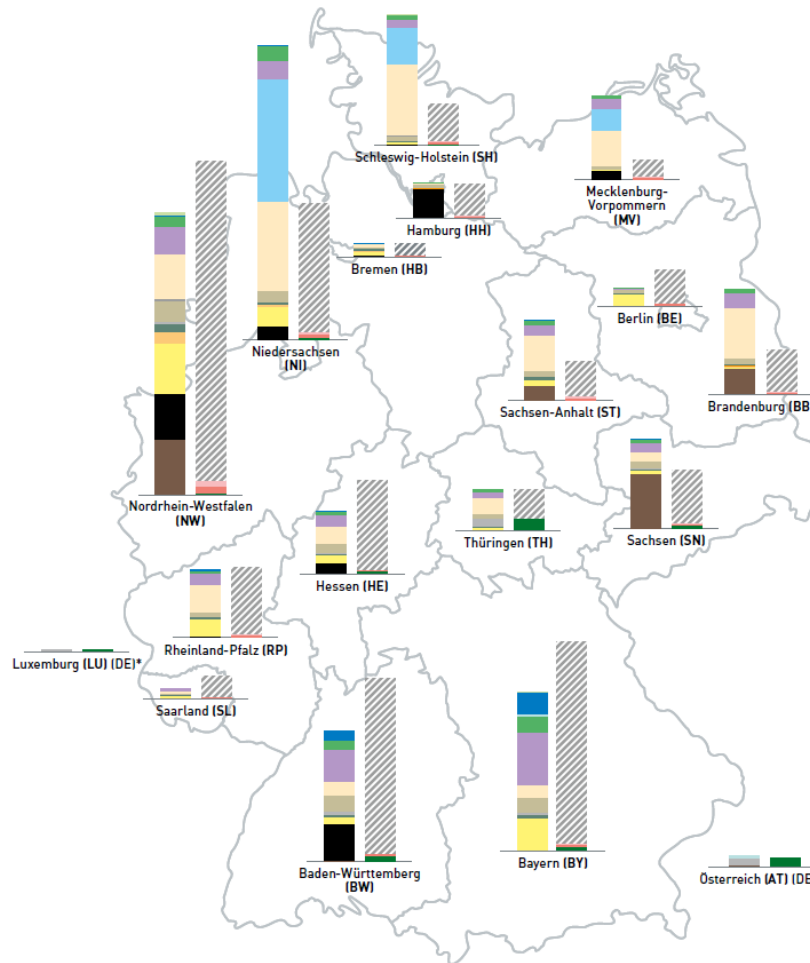 Schleswig-Holstein (SH)
Mecklenburg-
Vorpommern
(MV)
Hamburg (HH)
Bremen (HB)
Berlin (BE)
Niedersachsen
(NI)
Sachsen-Anhalt (ST)
Brandenburg (BB
Nordrhein-Westfalen
(NW)
Thüringen (TH)
Sachsen (SN)
Hessen (HE)
Rheinland-Pfalz (RP)
Luxemburg (LU) (DE)*
Saarland (SL)
Baden-Württemberg
(BW)
Bayern (BY)
Österreich (AT) (DE